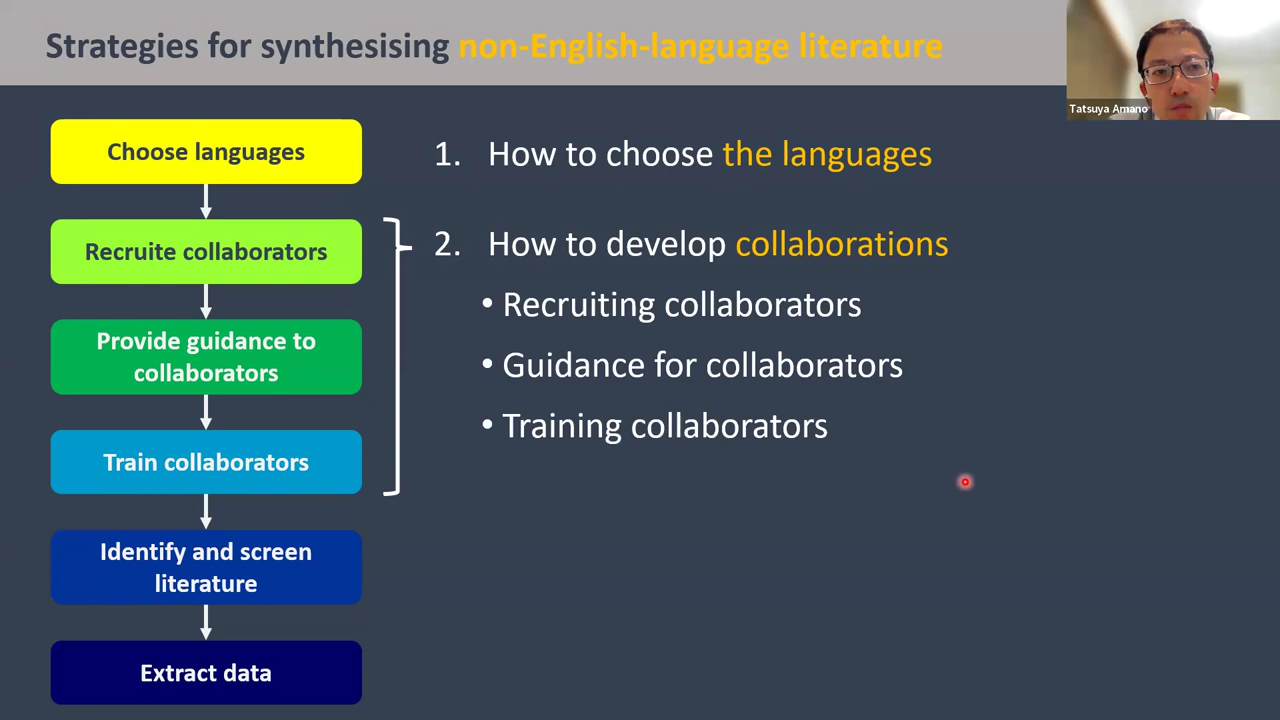 Strategies for synthesising non-English-language literature
Tatsuya Amano
Choose languages
Recruite collaborators
Provide guidance to
collaborators
Train collaborators
Identify and screen
literature
Extract data
1. How to choose the languages
2. How to develop collaborations
• Recruiting collaborators
• Guidance for collaborators
• Training collaborators